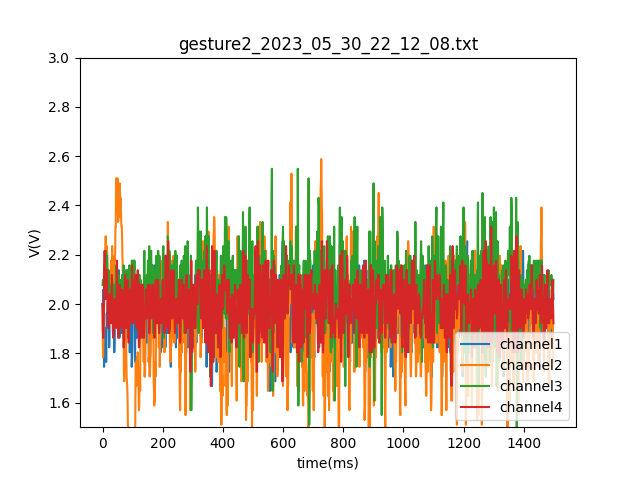 gesture2_2023_05_30_22_12_08.txt
3.0
2.8
2.6
2.4
2.2
2.0
1.8
1.6
V(V)
0 200 400 600 800 1000 1200 1400
time(ms)
channel1
channel2
channel3
channel4